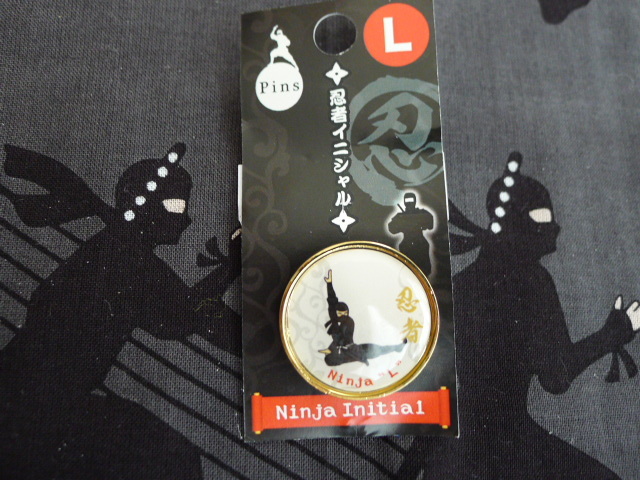 L
Pins
忍者イニシャル
忍
忍者
Ninja "L"
Ninja Initial